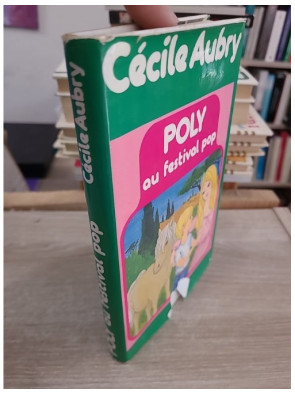 Cécile Aubry
POLY
au festival pop
Cécile Aubry
POLY au festival pop